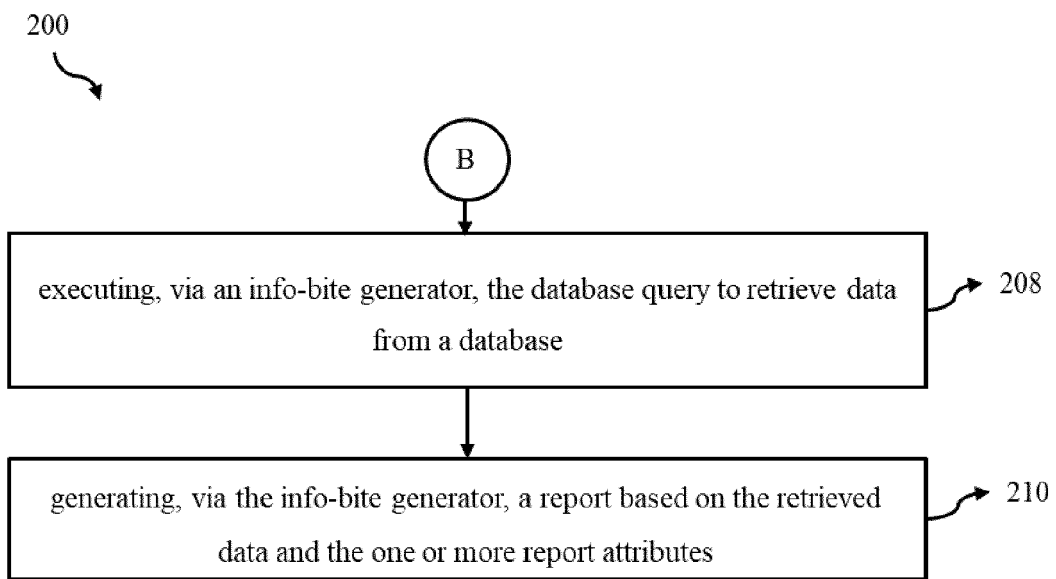 200
B
executing, via an info-bite generator, the database query to retrieve data
from a database
208
generating, via the info-bite generator, a report based on the retrieved
data and the one or more report attributes
210